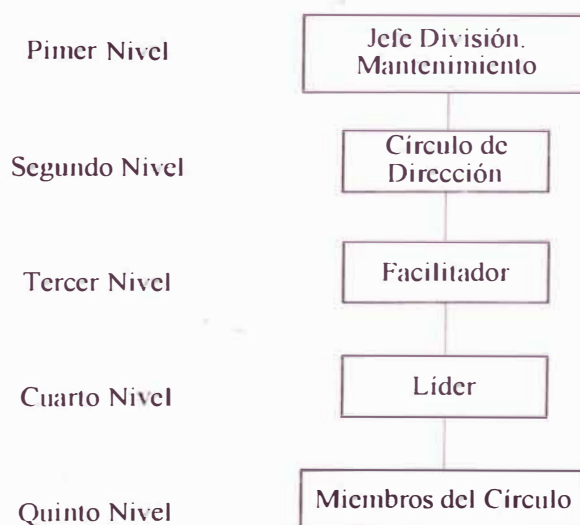 Pimer Nivel
Jefe División.
Mantenimiento
Segundo Nivel
Círculo de
Dirección
Tercer Nivel
Facilitador
Cuarto Nivel
Líder
Quinto Nivel
Miembros del Círculo